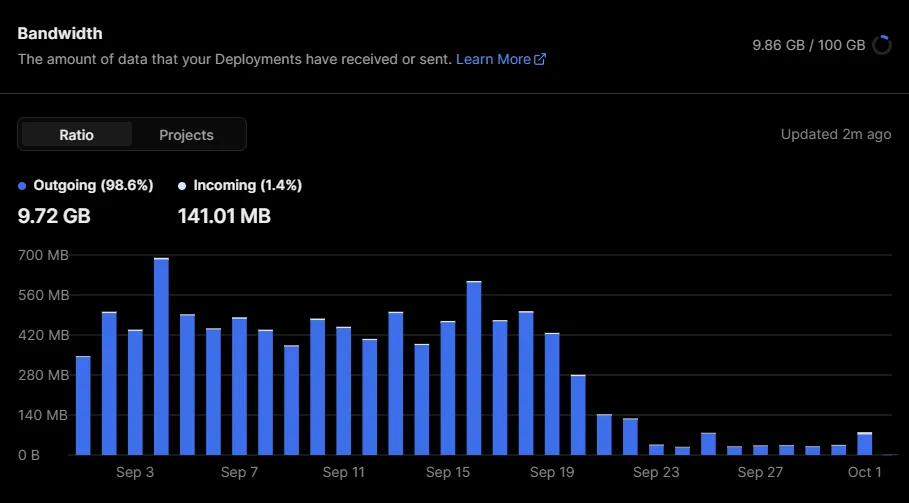 Bandwidth
The amount of data that your Deployments have received or sent. Learn More
9.86 GB / 100 GB
Ratio
Projects
Updated 2m ago
Outgoing (98.6%)
9.72 GB
Incoming (1.4%)
141.01 MB
700 MB
560 MB
420 MB
280 MB
140 MB
0 B
Sep 3
Sep 7
Sep 11
Sep 15
Sep 19
Sep 23
Sep 27
Oct 1